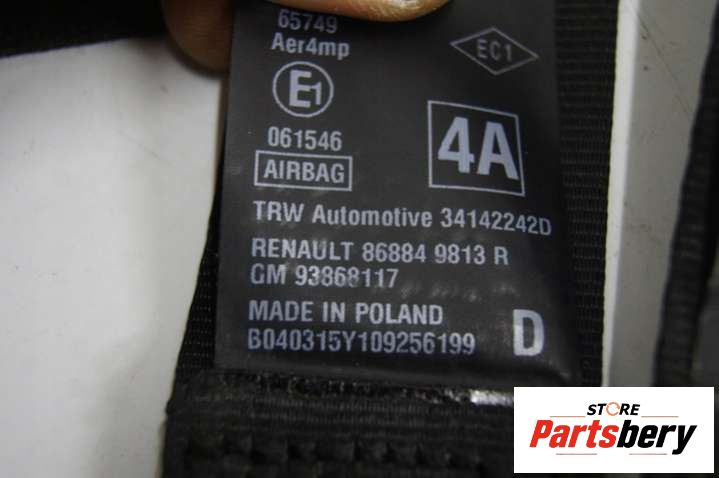 65749
Aer4mp
EC1
E1
061546
4A
AIRBAG
TRW Automotive 34142242D
RENAULT 86884 9813 R
GM 93868117
MADE IN POLAND
B040315Y109256199 D
STORE
Partsbery